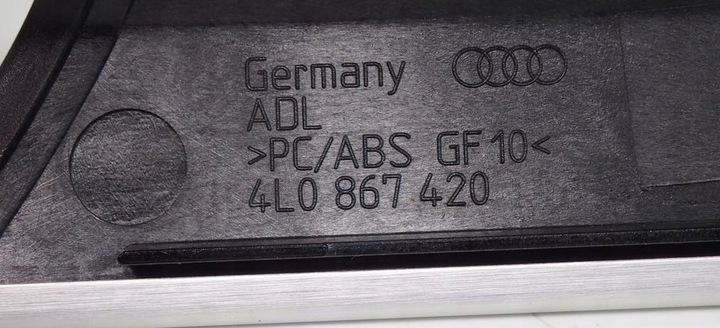 Germany
ADL
>PC/ABS GF10<
4L0 867 420